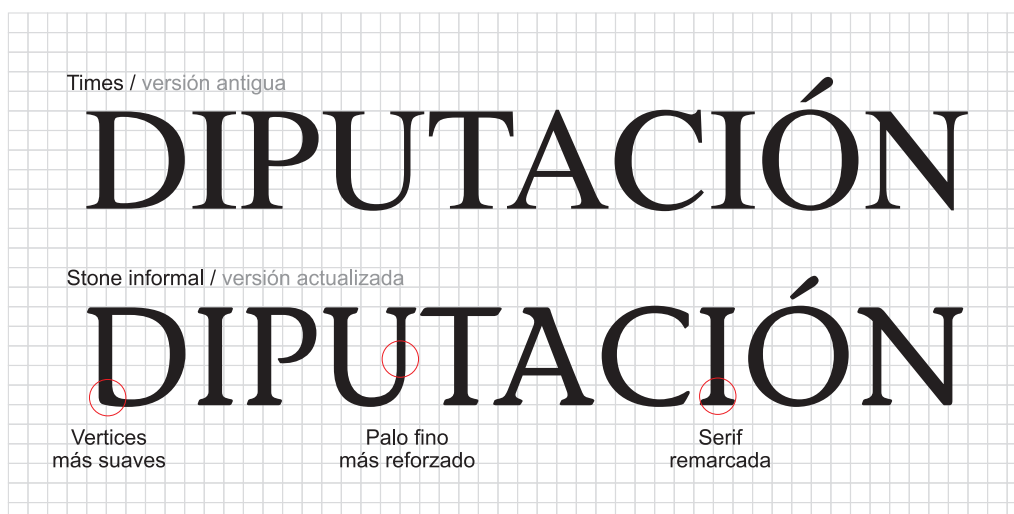 Times / versión antigua
DIPUTACIÓN
Stone informal / versión actualizada
DIPUTACIÓN
Vertices
más suaves
Palo fino
más reforzado
Serif
remarcada